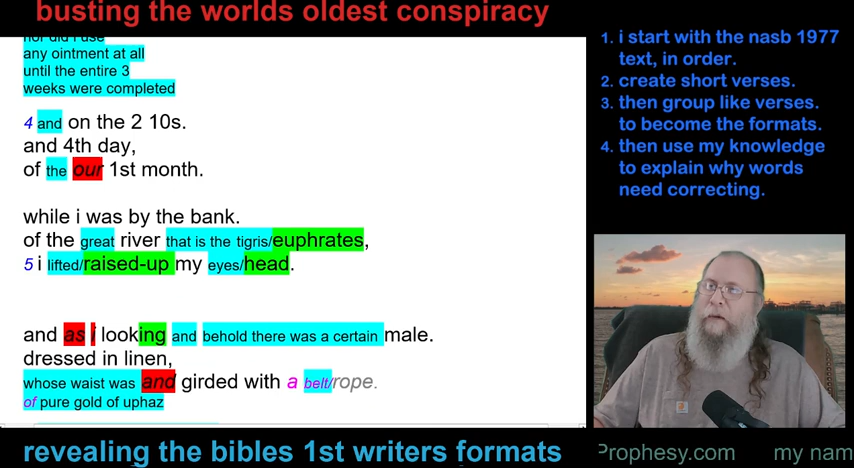 busting the worlds oldest conspiracy
nor did i use
any ointment at all
until the entire 3
weeks were completed
4 and on the 2 10s.
and 4th day,
of the our 1st month.
while i was by the bank.
of the great river that is the tigris/euphrates,
5 i lifted/raised-up my eyes/head.
and as i looking and behold there was a certain male.
dressed in linen,
whose waist was and girded with a belt/rope.
of pure gold of uphaz
1. i start with the nasb 1977
text, in order.
2. create short verses.
3. then group like verses.
to become the formats.
4. then use my knowledge
to explain why words
need correcting.
revealing the bibles 1st writers formats
Prophesy.com my nam